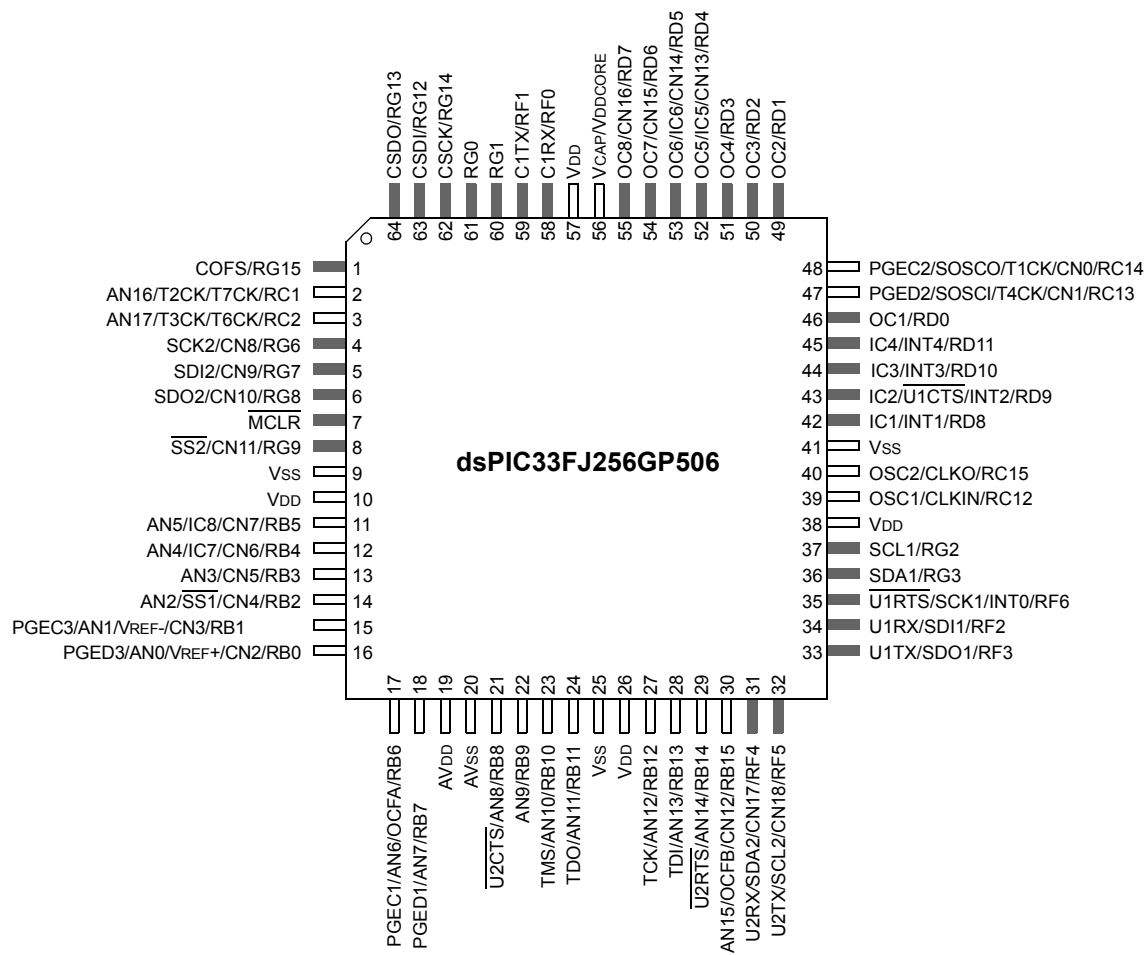 CSDO/RG13
CSDI/RG12
CSCK/RG14
RG0
RG1
C1TX/RF1
C1RX/RF0
VDD
VCAP/VDDCORE
OC8/CN16/RD7
OC7/CN15/RD6
OC6/IC6/CN14/RD5
OC5/IC5/CN13/RD4
OC4/RD3
OC3/RD2
OC2/RD1
64 63 62 61 60 59 58 57 56 55 54 53 52 51 50 49
COFS/RG15 1
AN16/T2CK/T7CK/RC1 2
AN17/T3CK/T6CK/RC2 3
SCK2/CN8/RG6 4
SDI2/CN9/RG7 5
SDO2/CN10/RG8 6
MCLR 7
SS2/CN11/RG9 8
VSS 9
VDD 10
AN5/IC8/CN7/RB5 11
AN4/IC7/CN6/RB4 12
AN3/CN5/RB3 13
AN2/SS1/CN4/RB2 14
PGEC3/AN1/VREF-/CN3/RB1 15
PGED3/AN0/VREF+/CN2/RB0 16
dsPIC33FJ256GP506
48 PGEC2/SOSCO/T1CK/CN0/RC14
47 PGED2/SOSCI/T4CK/CN1/RC13
46 OC1/RD0
45 IC4/INT4/RD11
44 IC3/INT3/RD10
43 IC2/U1CTS/INT2/RD9
42 IC1/INT1/RD8
41 VSS
40 OSC2/CLKO/RC15
39 OSC1/CLKIN/RC12
38 VDD
37 SCL1/RG2
36 SDA1/RG3
35 U1RTS/SCK1/INT0/RF6
34 U1RX/SDI1/RF2
33 U1TX/SDO1/RF3
17 18 19 20 21 22 23 24 25 26 27 28 29 30 31 32
PGEC1/AN6/OCFA/RB6
PGED1/AN7/RB7
AVDD
AVSS
U2CTS/AN8/RB8
AN9/RB9
TMS/AN10/RB10
TDO/AN11/RB11
VSS
VDD
TCK/AN12/RB12
TDI/AN13/RB13
U2RTS/AN14/RB14
AN15/OCFB/CN12/RB15
U2RX/SDA2/CN17/RF4
U2TX/SCL2/CN18/RF5